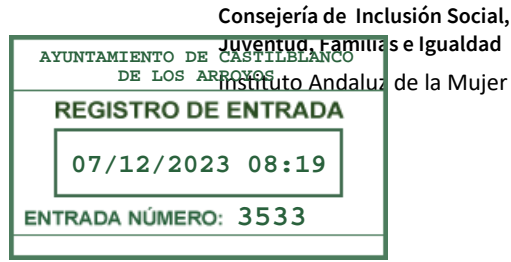 Consejería de Inclusión Social,
Juventud, Familias e Igualdad
Instituto Andaluz de la Mujer
AYUNTAMIENTO DE CASTILBLANCO
DE LOS ARROYOS
REGISTRO DE ENTRADA
07/12/2023 08:19
ENTRADA NÚMERO: 3533